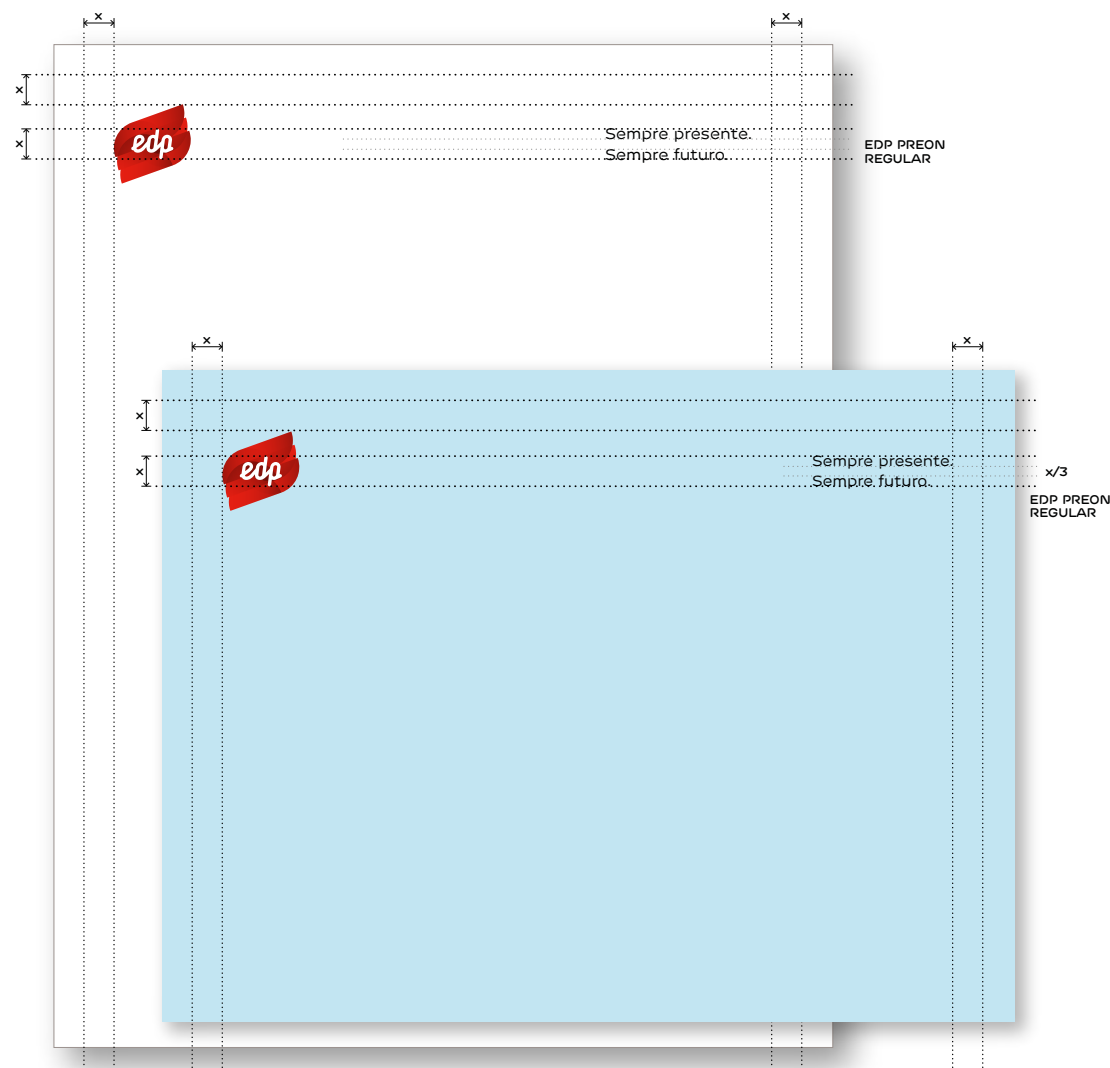 x
x
x
x
edp
Sempre presente.
Sempre futuro.
EDP PREON
REGULAR
x
x
x
x
edp
Sempre presente.
Sempre futuro.
x/3
EDP PREON
REGULAR